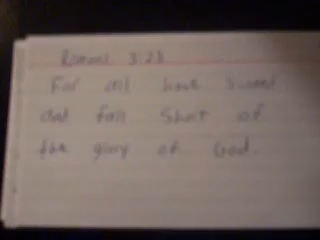 Romans 3:23
For all have sinned
and fall short of
the glory of God.